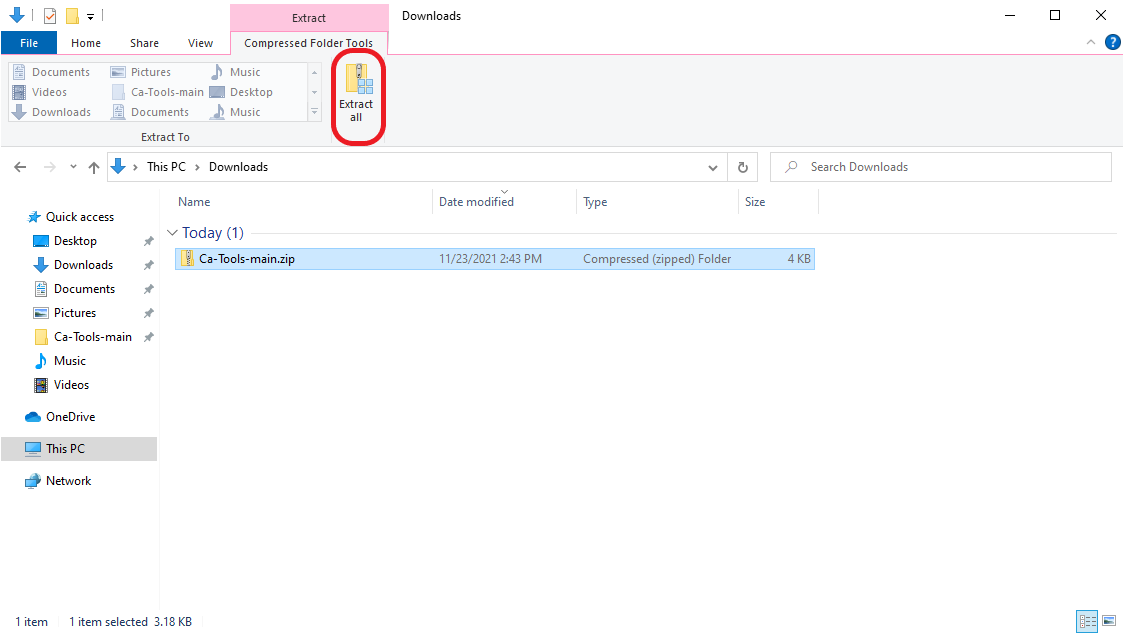 Extract
Downloads
File
Home
Share
View
Compressed Folder Tools
Documents
Pictures
Music
Videos
Ca-Tools-main
Desktop
Downloads
Documents
Music
Extract To
Extract
all
?
This PC
Downloads
Search Downloads
Name
Date modified
Type
Size
Today (1)
Ca-Tools-main.zip
11/23/2021 2:43 PM
Compressed (zipped) Folder
4 KB
Quick access
Desktop
Downloads
Documents
Pictures
Ca-Tools-main
Music
Videos
OneDrive
This PC
Network
1 item
1 item selected 3.18 KB